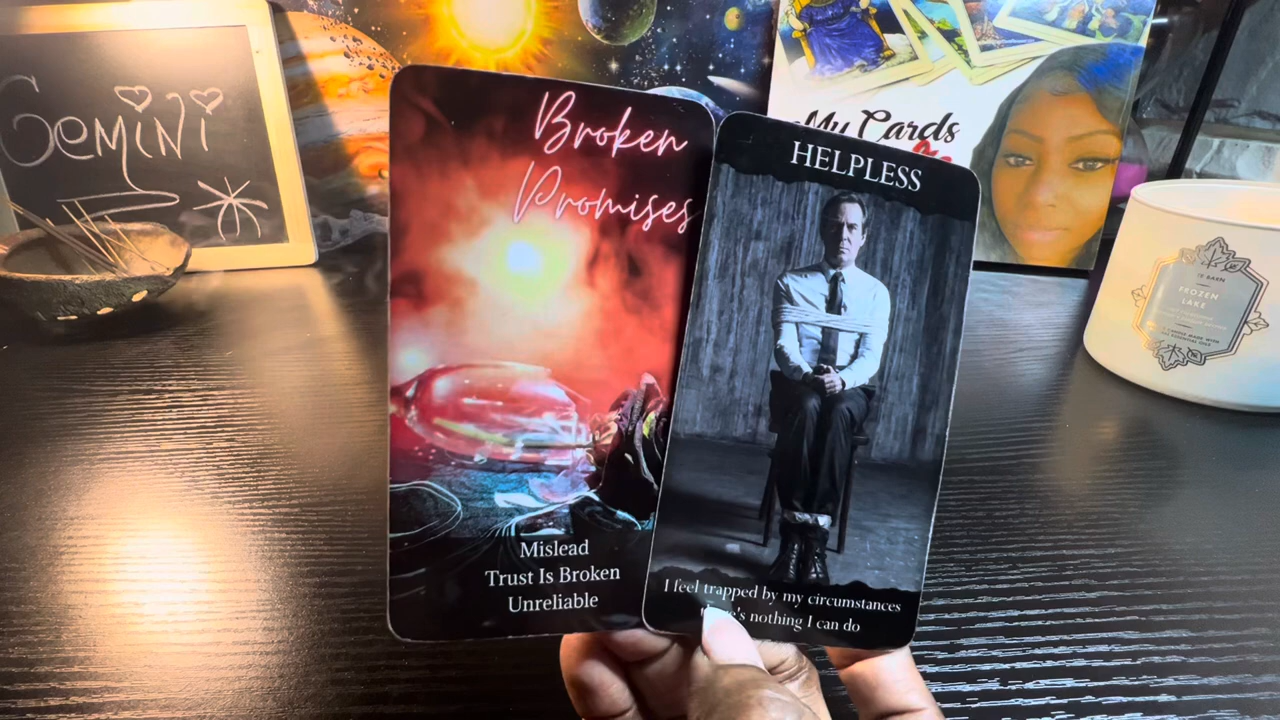 Gemini
Broken
Promises
Mislead
Trust Is Broken
Unreliable
HELPLESS
I feel trapped by my circumstances
nothing I can do
My Cards
FROZEN
LAKE